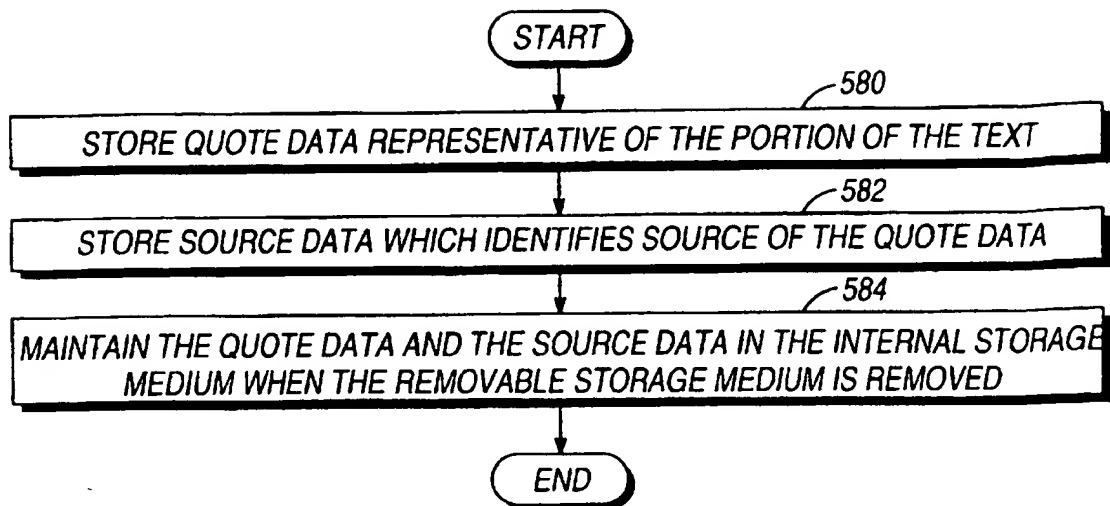 START
580
STORE QUOTE DATA REPRESENTATIVE OF THE PORTION OF THE TEXT
582
STORE SOURCE DATA WHICH IDENTIFIES SOURCE OF THE QUOTE DATA
584
MAINTAIN THE QUOTE DATA AND THE SOURCE DATA IN THE INTERNAL STORAGE
MEDIUM WHEN THE REMOVABLE STORAGE MEDIUM IS REMOVED
END